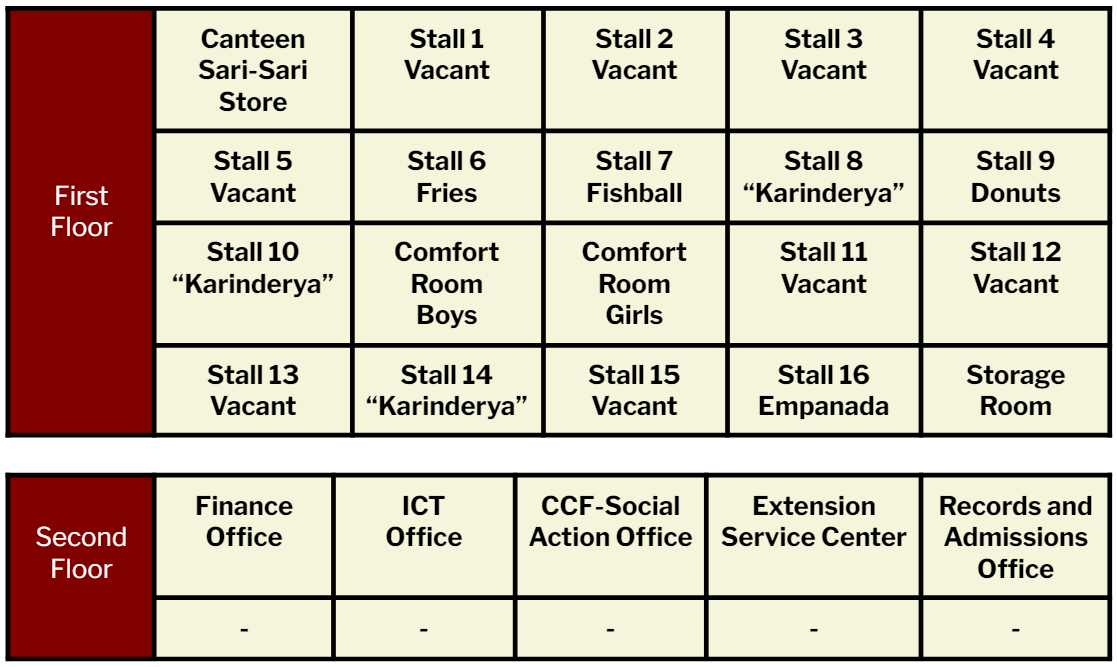 First
Floor
Canteen
Sari-Sari
Store
Stall 1
Vacant
Stall 2
Vacant
Stall 3
Vacant
Stall 4
Vacant
Stall 5
Vacant
Stall 6
Fries
Stall 7
Fishball
Stall 8
“Karinderya”
Stall 9
Donuts
Stall 10
“Karinderya”
Comfort
Room
Boys
Comfort
Room
Girls
Stall 11
Vacant
Stall 12
Vacant
Stall 13
Vacant
Stall 14
“Karinderya”
Stall 15
Vacant
Stall 16
Empanada
Storage
Room
Second
Floor
Finance
Office
ICT
Office
CCF-Social
Action Office
Extension
Service Center
Records and
Admissions
Office
-
-
-
-
-